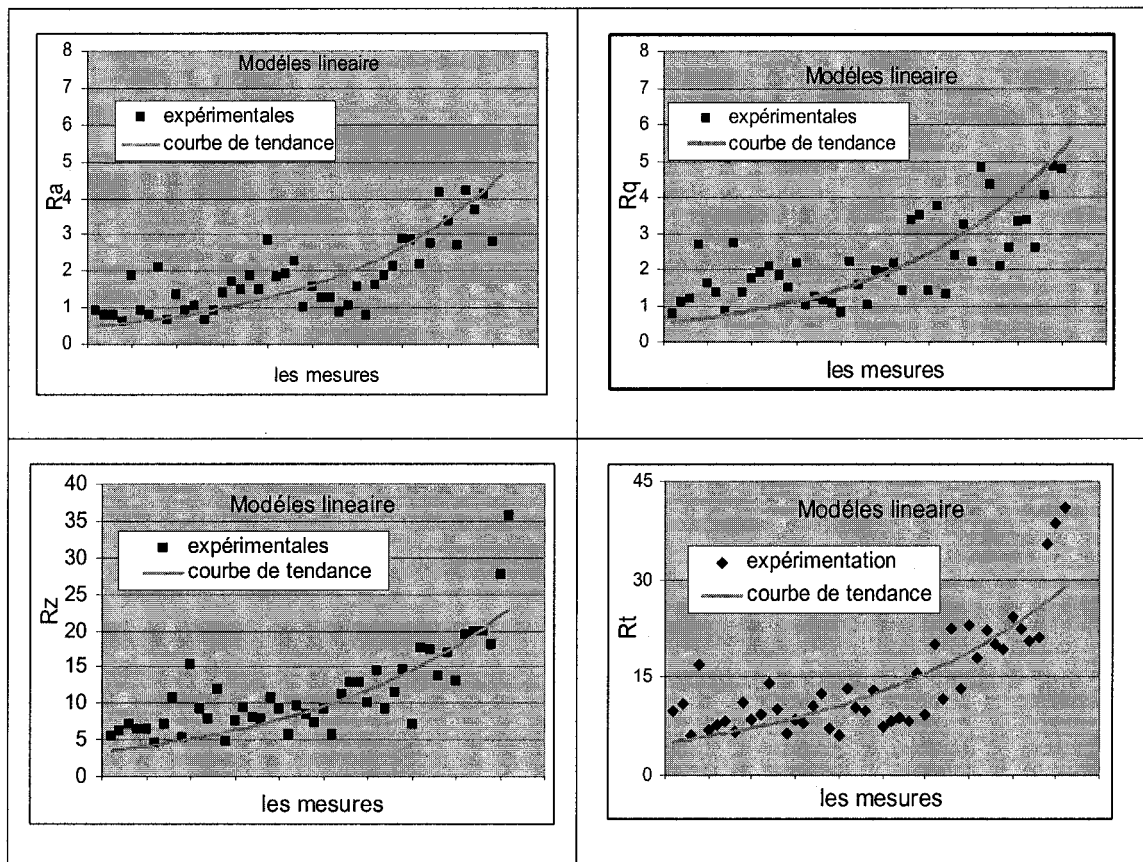 Modéles lineaire
expérimentales
courbe de tendance
Ra
8
7
6
5
4
3
2
1
0
les mesures
Modéles lineaire
expérimentales
courbe de tendance
Rq
8
7
6
5
4
3
2
1
0
les mesures
Modéles lineaire
expérimentales
courbe de tendance
Rz
40
35
30
25
20
15
10
5
0
les mesures
Modéles lineaire
expérimentation
courbe de tendance
Rt
45
30
15
0
les mesures